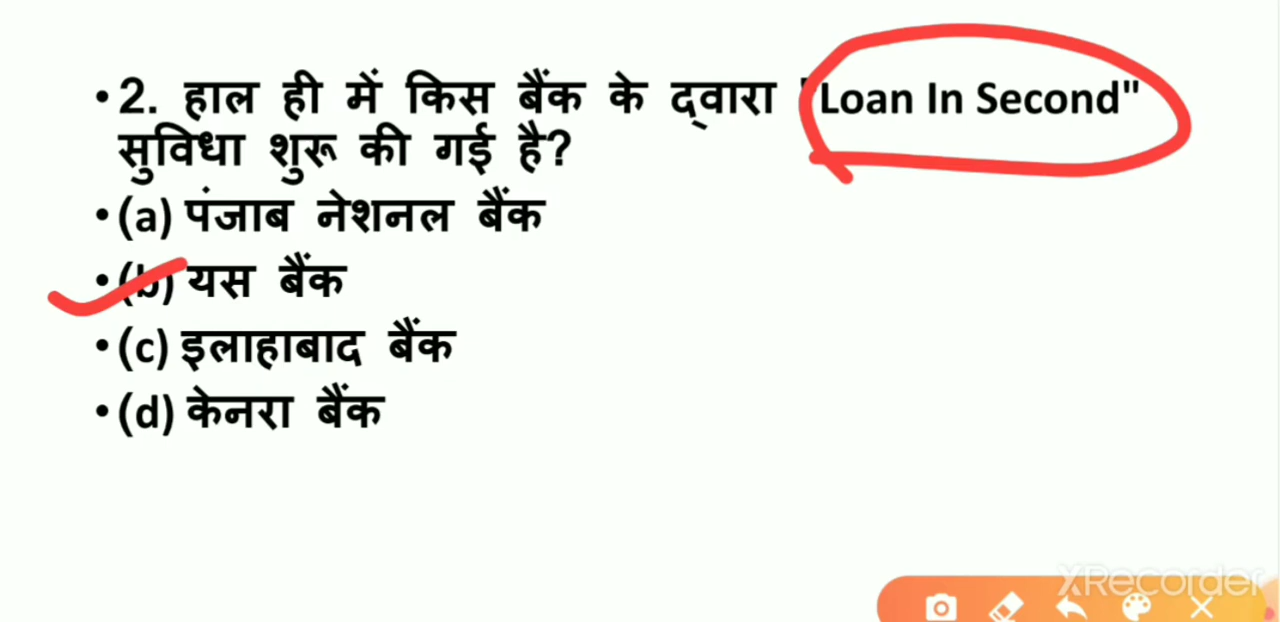 •2. हाल ही में किस बैंक के द्वारा "Loan In Second"
सुविधा शुरू की गई है?
•(a) पंजाब नेशनल बैंक
•(b) यस बैंक
•(c) इलाहाबाद बैंक
•(d) केनरा बैंक
XRecorder